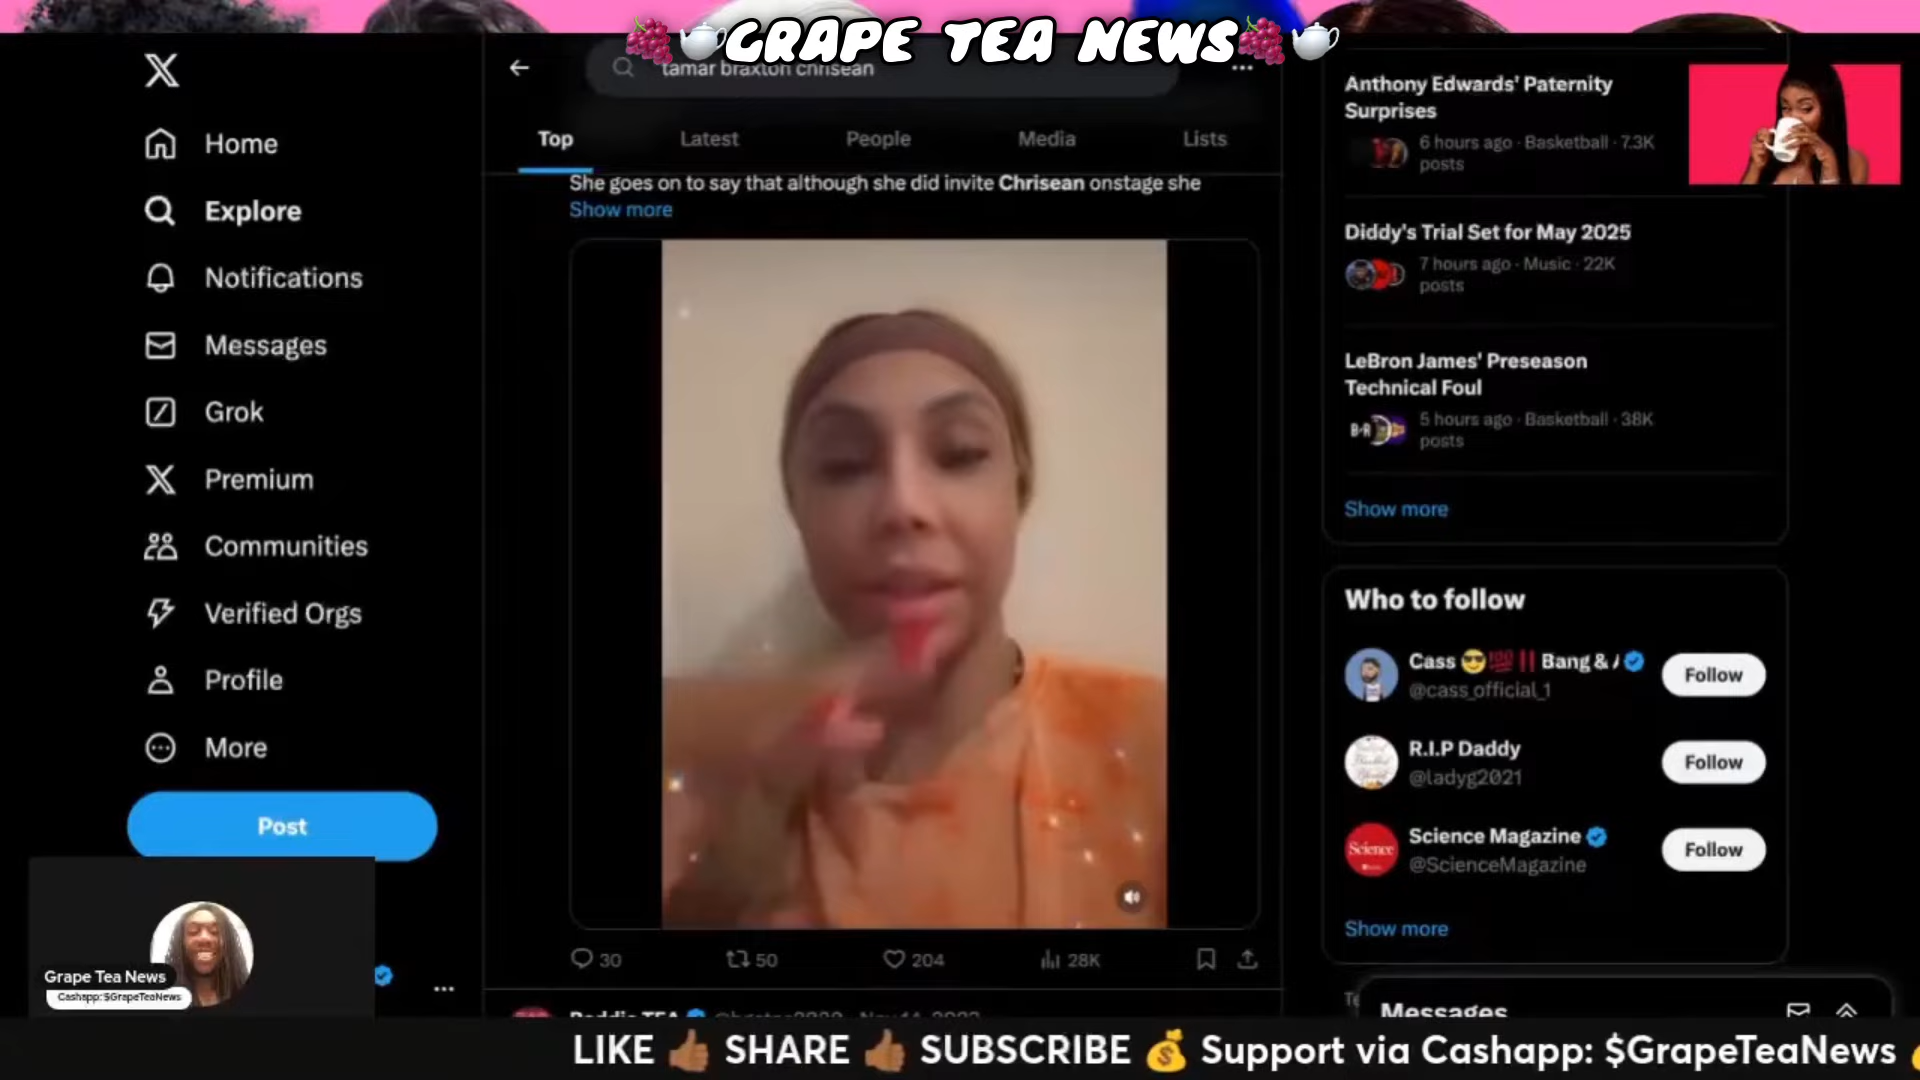 GRAPE TEA NEWS
tamar braxton chrisean
Top
Latest
People
Media
Lists
Home
Explore
Notifications
Messages
Grok
Premium
Communities
Verified Orgs
Profile
More
Post
Grape Tea News
Cashapp:$GrapeTeaNews
She goes on to say that although she did invite Chrisean onstage she
Show more
30
50
204
28K
Anthony Edwards' Paternity
Surprises
6 hours ago · Basketball · 7.3K
posts
Diddy's Trial Set for May 2025
7 hours ago · Music · 22K
posts
LeBron James' Preseason
Technical Foul
B/R
5 hours ago · Basketball · 38K
posts
Show more
Who to follow
Cass 😎💯‼️ Bang &
@cass_official_1
Follow
R.I.P Daddy
@ladyg2021
Follow
Science
Science Magazine
@ScienceMagazine
Follow
Show more
Messages
LIKE 👍🏾 SHARE 👍🏾 SUBSCRIBE 💰 Support via Cashapp: $GrapeTeaNews